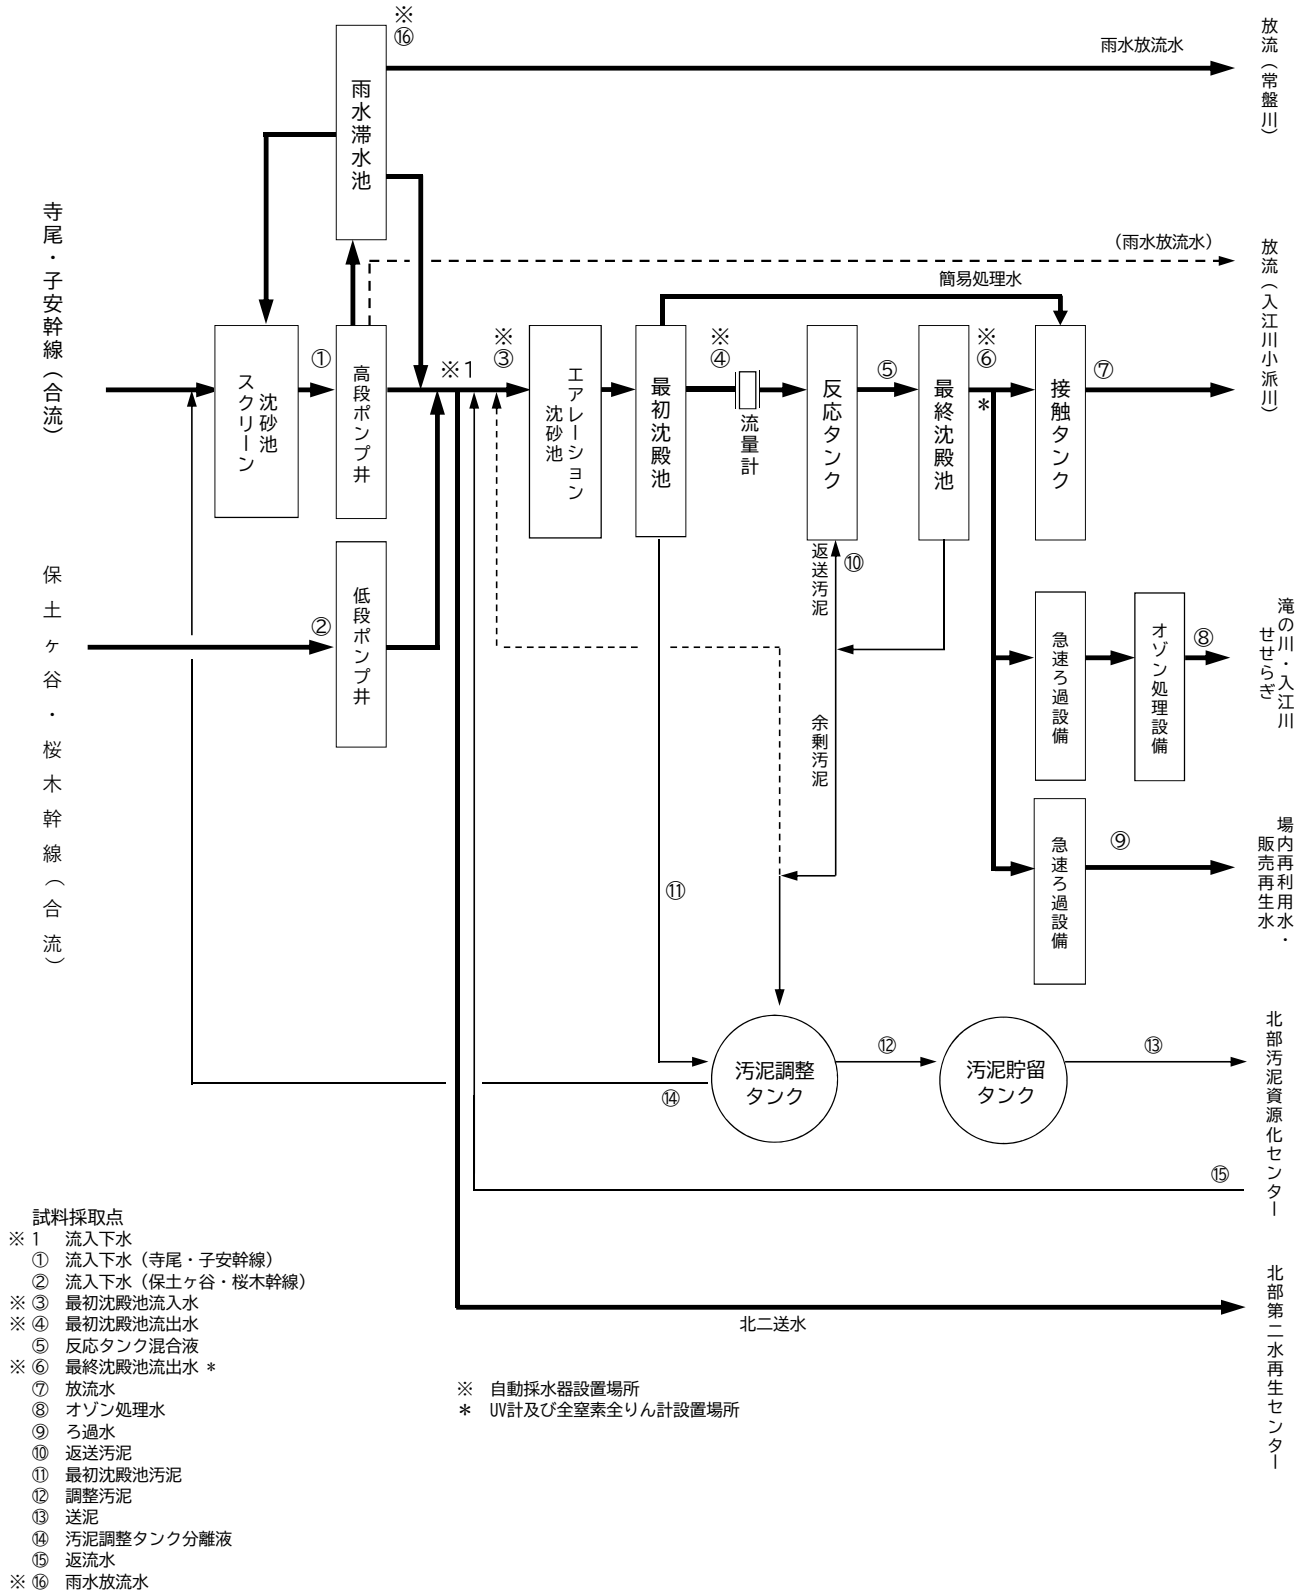 ※
⑯
雨水放流水
放流（常盤川）
雨水滞水池
寺尾・子安幹線（合流）
（雨水放流水）
放流（入江川小派川）
簡易処理水
①
※1
※
③
※
④
⑤
※
⑥
＊
⑦
沈砂池
スクリーン
高段ポンプ井
エアレーション
沈砂池
最初沈殿池
流量計
反応タンク
最終沈殿池
接触タンク
保土ヶ谷・桜木幹線（合流）
②
低段ポンプ井
返送汚泥
⑩
余剰汚泥
急速ろ過設備
オゾン処理設備
⑧
滝の川・入江川
せせらぎ
急速ろ過設備
⑨
場内再利用水・
販売再生水
⑪
汚泥調整
タンク
⑫
汚泥貯留
タンク
⑬
北部汚泥資源化センター
⑭
⑮
北二送水
北部第二水再生センター
試料採取点
※ 1 流入下水
① 流入下水（寺尾・子安幹線）
② 流入下水（保土ヶ谷・桜木幹線）
※ ③ 最初沈殿池流入水
※ ④ 最初沈殿池流出水
⑤ 反応タンク混合液
※ ⑥ 最終沈殿池流出水 ＊
⑦ 放流水
⑧ オゾン処理水
⑨ ろ過水
⑩ 返送汚泥
⑪ 最初沈殿池汚泥
⑫ 調整汚泥
⑬ 送泥
⑭ 汚泥調整タンク分離液
⑮ 返流水
※ ⑯ 雨水放流水
※ 自動採水器設置場所
＊ UV計及び全窒素全りん計設置場所